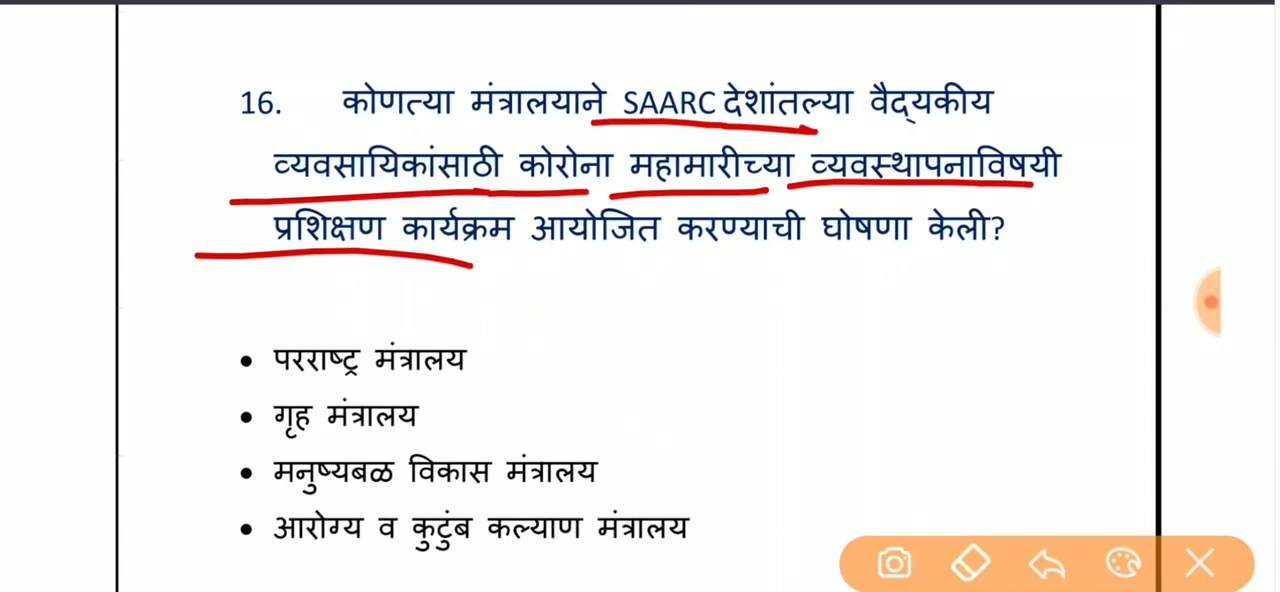 16. कोणत्या मंत्रालयाने SAARC देशांतल्या वैद्यकीय
व्यवसायिकांसाठी कोरोना महामारीच्या व्यवस्थापनाविषयी
प्रशिक्षण कार्यक्रम आयोजित करण्याची घोषणा केली?
• परराष्ट्र मंत्रालय
• गृह मंत्रालय
• मनुष्यबळ विकास मंत्रालय
• आरोग्य व कुटुंब कल्याण मंत्रालय